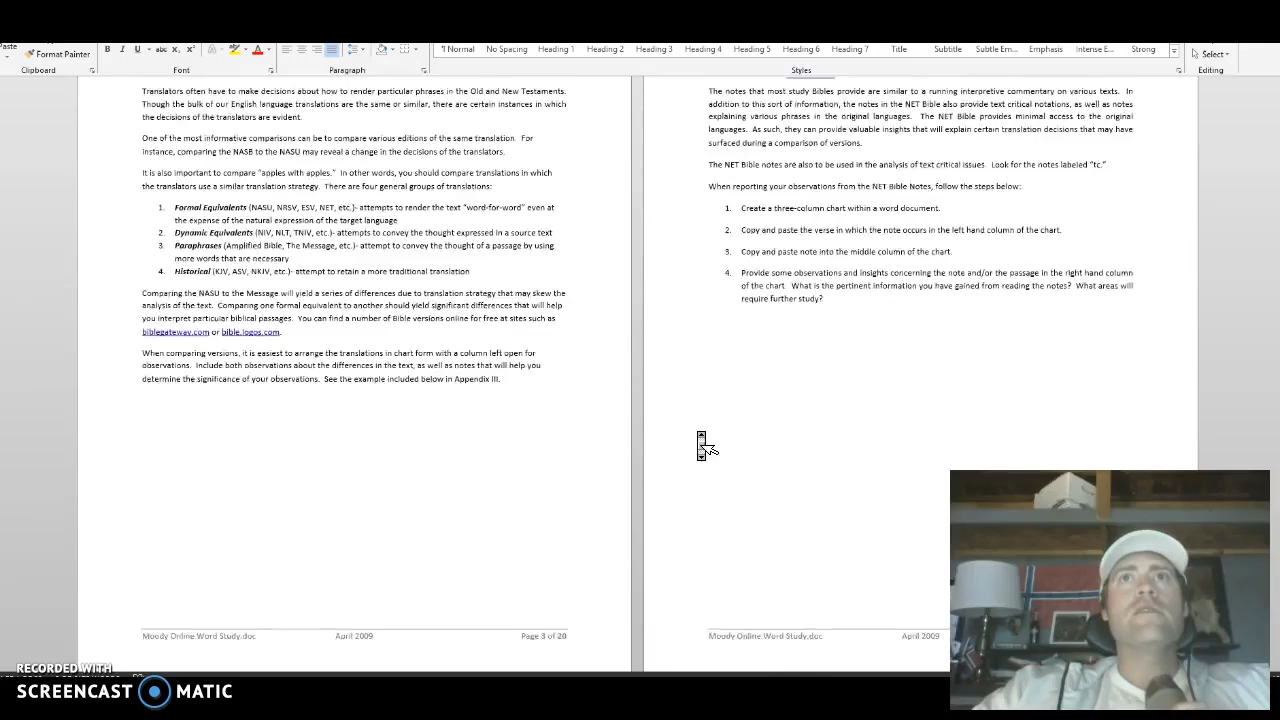 Paste
Format Painter
B I U abc x₂ x² A
Clipboard
Font
Paragraph
¶ Normal No Spacing Heading 1 Heading 2 Heading 3 Heading 4 Heading 5 Heading 6 Heading 7 Title Subtitle Subtle Em... Emphasis Intense E... Strong
Styles
Select
Editing
Translators often have to make decisions about how to render particular phrases in the Old and New Testaments.
Though the bulk of our English language translations are the same or similar, there are certain instances in which
the decisions of the translators are evident.
One of the most informative comparisons can be to compare various editions of the same translation. For
instance, comparing the NASB to the NASU may reveal a change in the decisions of the translators.
It is also important to compare “apples with apples.” In other words, you should compare translations in which
the translators use a similar translation strategy. There are four general groups of translations:
1. Formal Equivalents (NASU, NRSV, ESV, NET, etc.)- attempts to render the text “word-for-word” even at
the expense of the natural expression of the target language
2. Dynamic Equivalents (NIV, NLT, TNIV, etc.)- attempts to convey the thought expressed in a source text
3. Paraphrases (Amplified Bible, The Message, etc.)- attempt to convey the thought of a passage by using
more words that are necessary
4. Historical (KJV, ASV, NKJV, etc.)- attempt to retain a more traditional translation
Comparing the NASU to the Message will yield a series of differences due to translation strategy that may skew the
analysis of the text. Comparing one formal equivalent to another should yield significant differences that will help
you interpret particular biblical passages. You can find a number of Bible versions online for free at sites such as
biblegateway.com or bible.logos.com.
When comparing versions, it is easiest to arrange the translations in chart form with a column left open for
observations. Include both observations about the differences in the text, as well as notes that will help you
determine the significance of your observations. See the example included below in Appendix III.
Moody Online Word Study.doc April 2009 Page 3 of 20
The notes that most study Bibles provide are similar to a running interpretive commentary on various texts. In
addition to this sort of information, the notes in the NET Bible also provide text critical notations, as well as notes
explaining various phrases in the original languages. The NET Bible provides minimal access to the original
languages. As such, they can provide valuable insights that will explain certain translation decisions that may have
surfaced during a comparison of versions.
The NET Bible notes are also to be used in the analysis of text critical issues. Look for the notes labeled “tc.”
When reporting your observations from the NET Bible Notes, follow the steps below:
1. Create a three-column chart within a word document.
2. Copy and paste the verse in which the note occurs in the left hand column of the chart.
3. Copy and paste note into the middle column of the chart.
4. Provide some observations and insights concerning the note and/or the passage in the right hand column
of the chart. What is the pertinent information you have gained from reading the notes? What areas will
require further study?
Moody Online Word Study.doc April 2009
RECORDED WITH
SCREENCAST MATIC